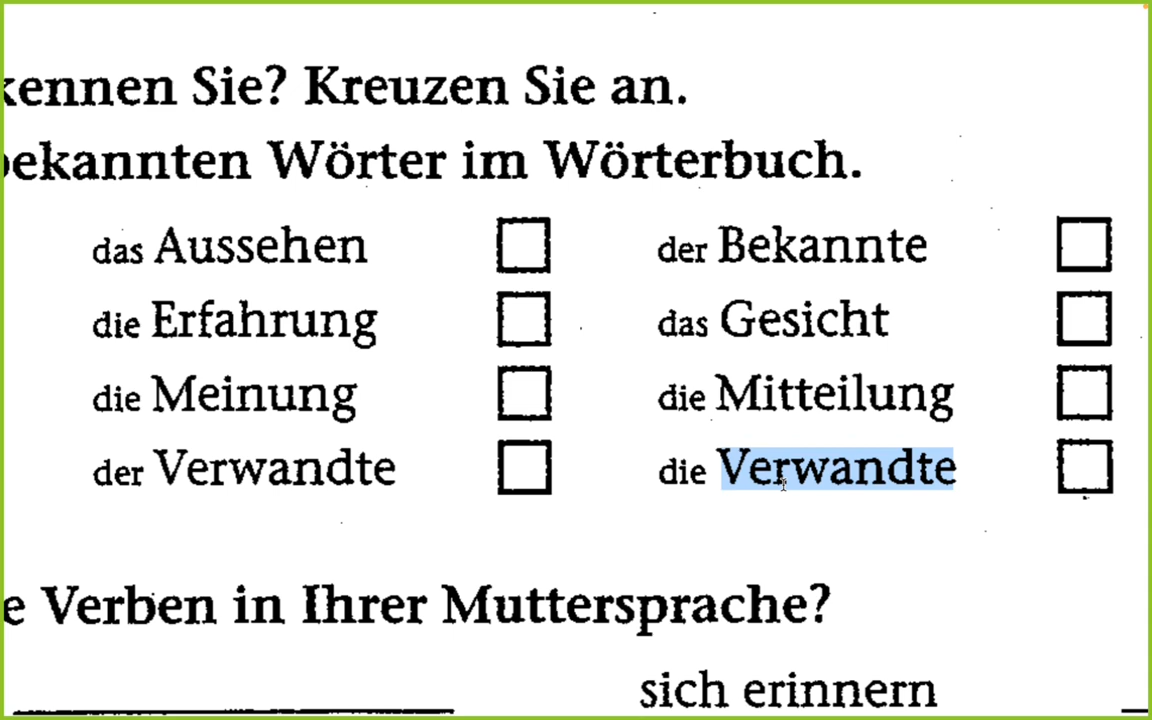 kennen Sie? Kreuzen Sie an.
bekannten Wörter im Wörterbuch.
das Aussehen der Bekannte
die Erfahrung das Gesicht
die Meinung die Mitteilung
der Verwandte die Verwandte
e Verben in Ihrer Muttersprache?
sich erinnern